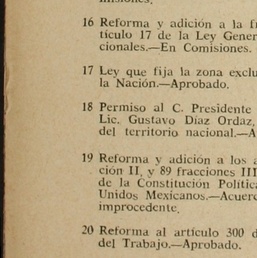 misiones.
16 Reforma y adición a la fr
tículo 17 de la Ley Gener
cionales.—En Comisiones.
17 Ley que fija la zona exclu
la Nación.—Aprobado.
18 Permiso al C. Presidente
Lic. Gustavo Díaz Ordaz,
del territorio nacional.—A
19 Reforma y adición a los a
ción II, y 89 fracciones III
de la Constitución Polític
Unidos Mexicanos.—Acuer
improcedente.
20 Reforma al artículo 300 d
del Trabajo.—Aprobado.